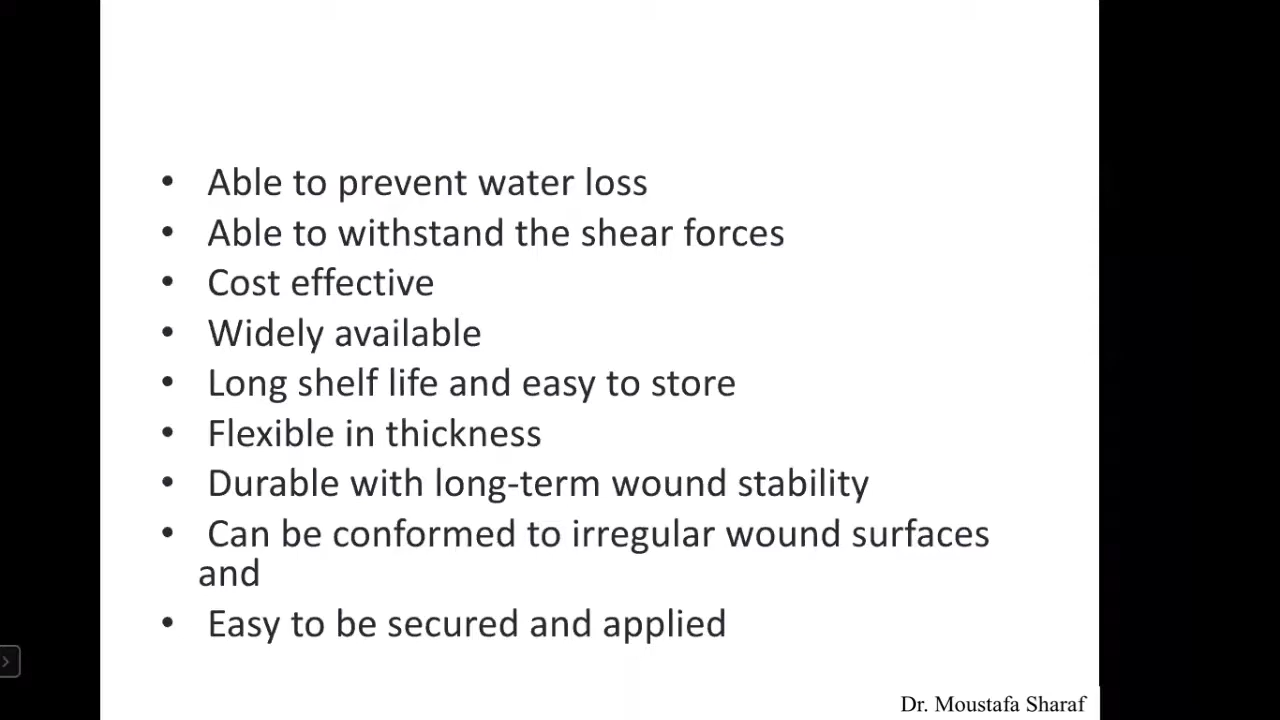 • Able to prevent water loss
• Able to withstand the shear forces
• Cost effective
• Widely available
• Long shelf life and easy to store
• Flexible in thickness
• Durable with long-term wound stability
• Can be conformed to irregular wound surfaces
and
• Easy to be secured and applied
Dr. Moustafa Sharaf